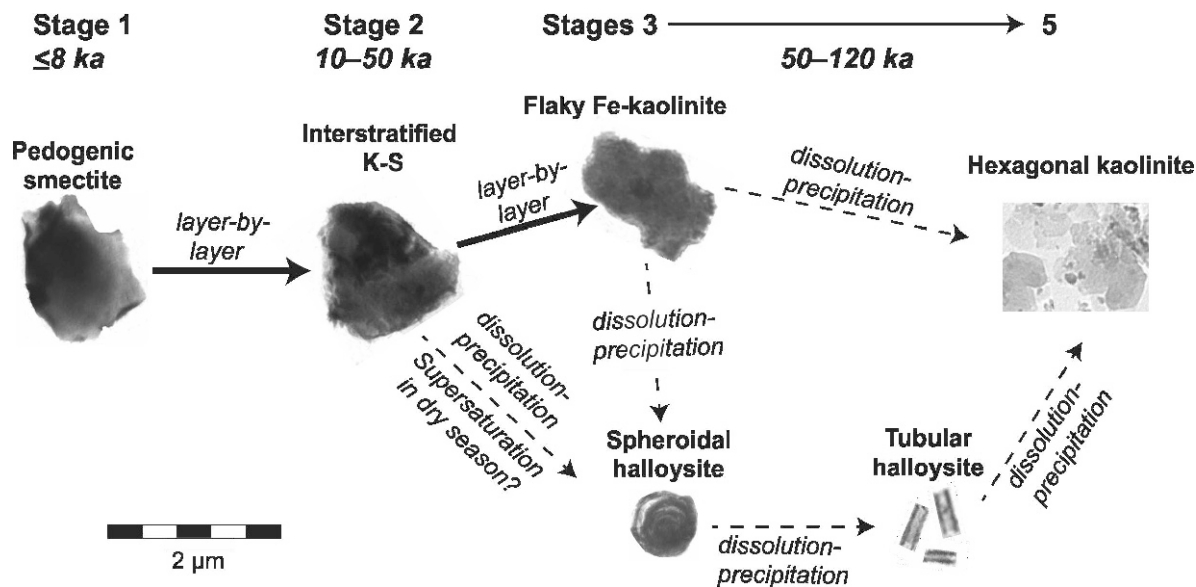 Stage 1
≤8 ka
Stage 2
10–50 ka
Stages 3
5
50–120 ka
Pedogenic
smectite
layer-by-
layer
Interstratified
K-S
layer-by-
layer
Flaky Fe-kaolinite
dissolution-
precipitation
Hexagonal kaolinite
dissolution-
precipitation
dissolution-
precipitation
Supersaturation
in dry season?
Spheroidal
halloysite
dissolution-
precipitation
Tubular
halloysite
dissolution-
precipitation
2 µm